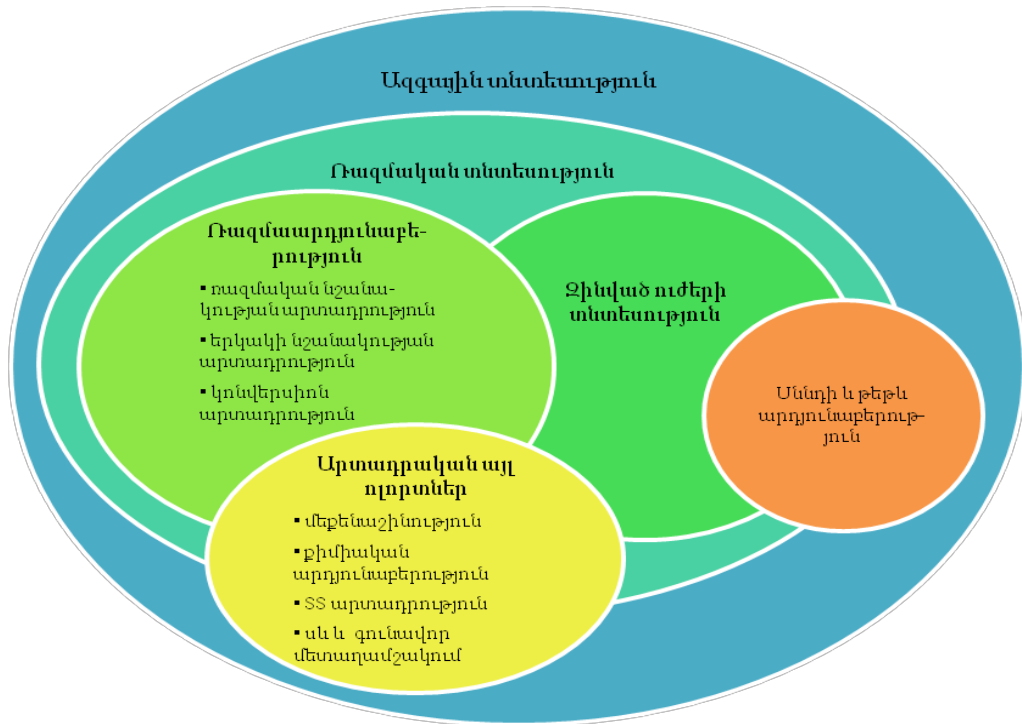 Ազգային տնտեսություն
Ռազմական տնտեսություն
Ռազմաարդյունաբե-
րություն
▪ ռազմական նշանա-
կության արտադրություն
▪ երկակի նշանակության
արտադրություն
▪ կոնվերսիոն
արտադրություն
Զինված ուժերի
տնտեսություն
Սննդի և թեթև
արդյունաբերութ-
յուն
Արտադրական այլ
ոլորտներ
▪ մեքենաշինություն
▪ քիմիական
արդյունաբերություն
▪ ՏՏ արտադրություն
▪ սև և գունավոր
մետաղամշակում